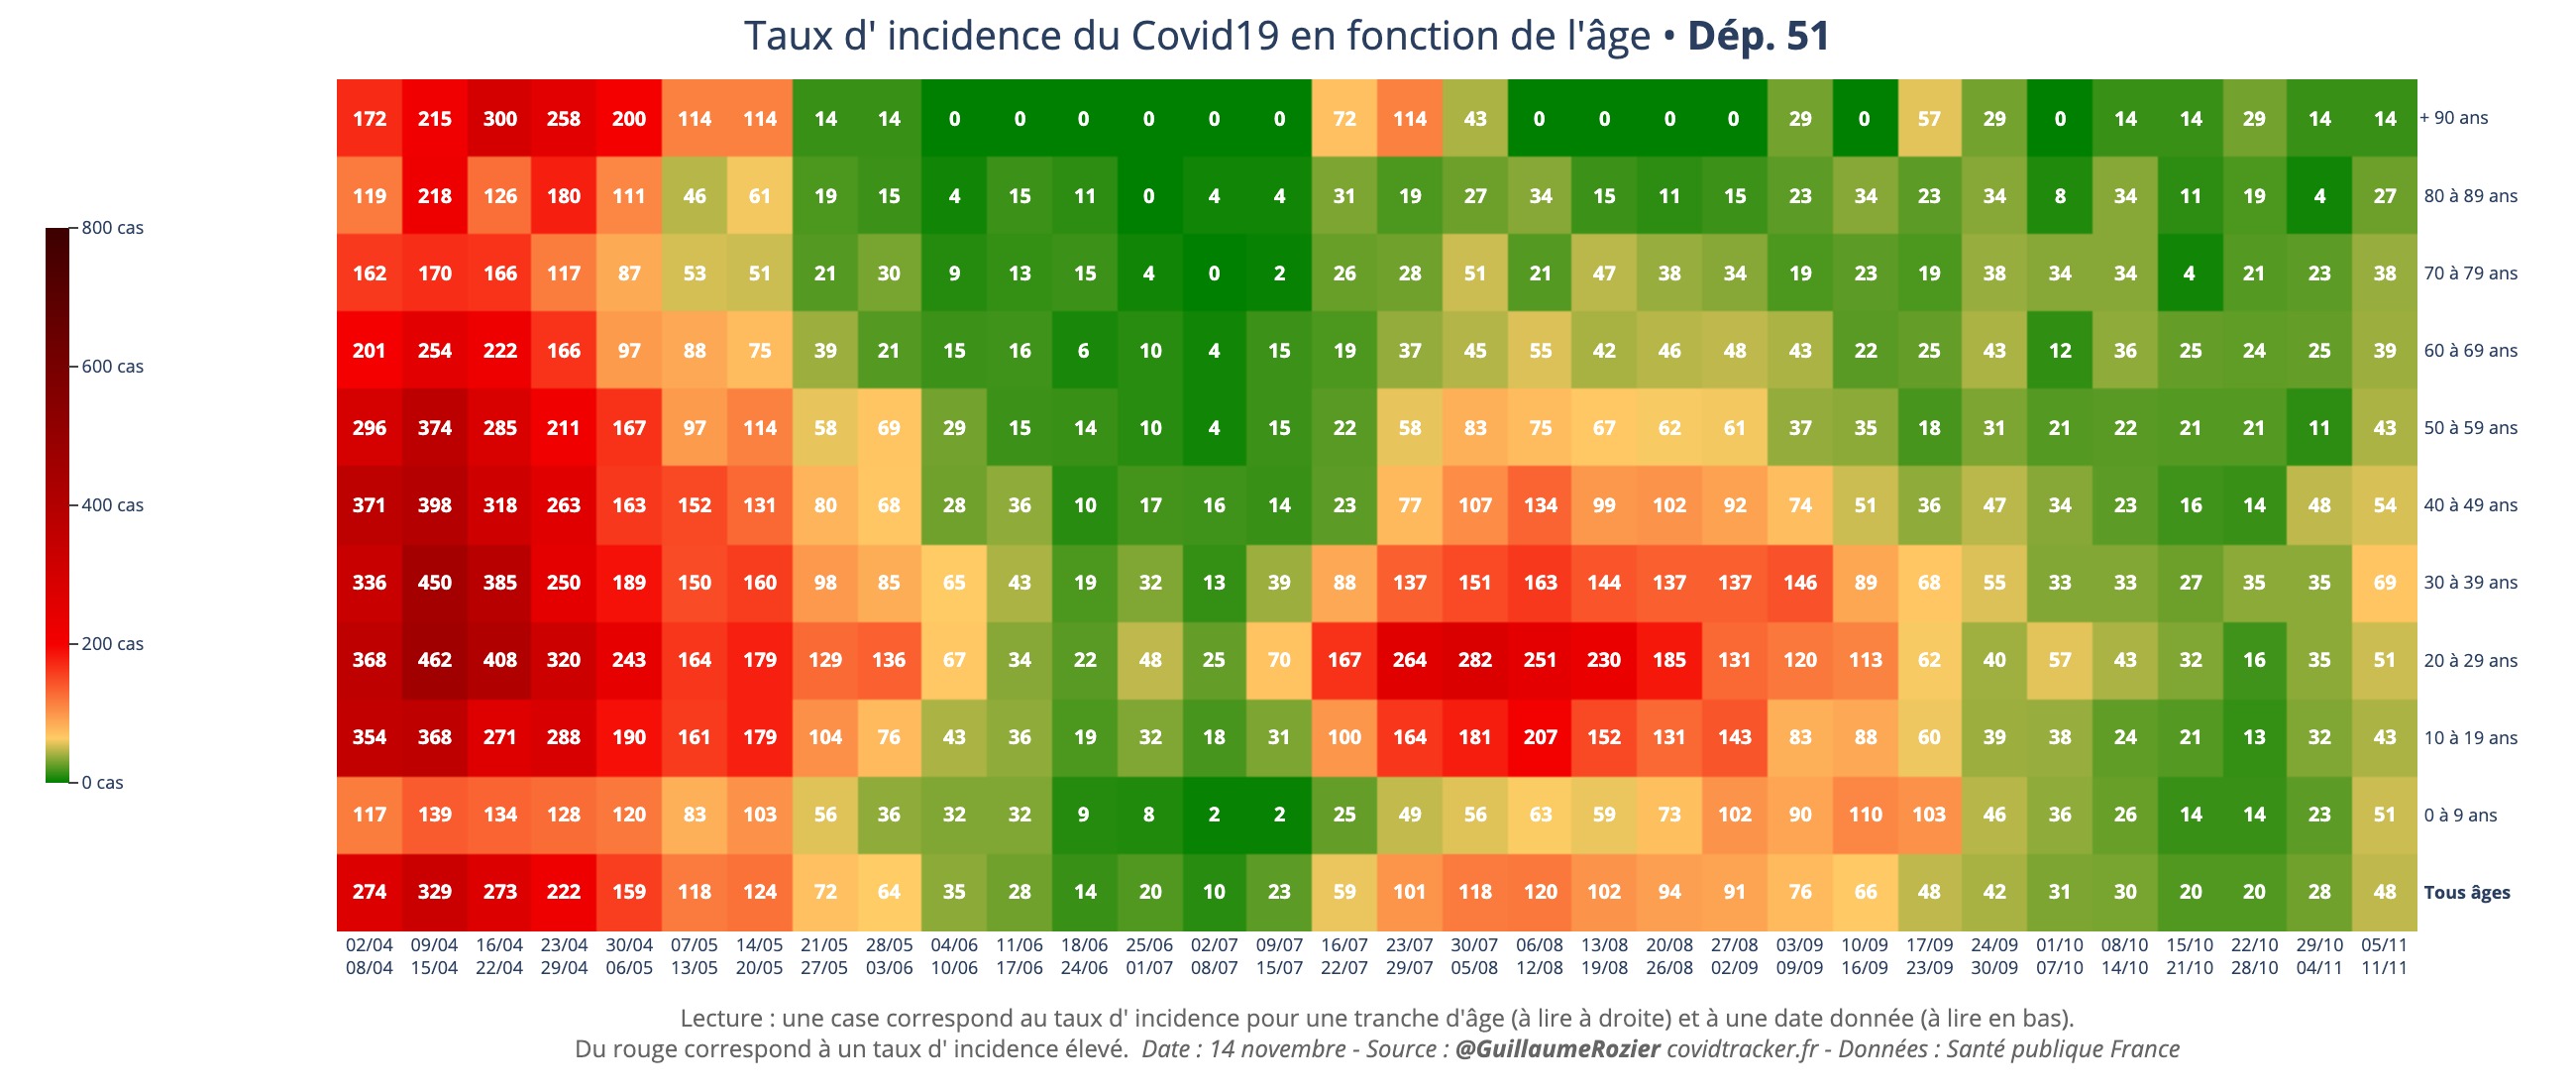 Taux d' incidence du Covid19 en fonction de l'âge • Dép. 51
172 215 300 258 200 114 114 14 14 0 0 0 0 0 0 72 114 43 0 0 0 0 29 0 57 29 0 14 14 29 14 14 + 90 ans
119 218 126 180 111 46 61 19 15 4 15 11 0 4 4 31 19 27 34 15 11 15 23 34 23 34 8 34 11 19 4 27 80 à 89 ans
800 cas
162 170 166 117 87 53 51 21 30 9 13 15 4 0 2 26 28 51 21 47 38 34 19 23 19 38 34 34 4 21 23 38 70 à 79 ans
201 254 222 166 97 88 75 39 21 15 16 6 10 4 15 19 37 45 55 42 46 48 43 22 25 43 12 36 25 24 25 39 60 à 69 ans
600 cas
296 374 285 211 167 97 114 58 69 29 15 14 10 4 15 22 58 83 75 67 62 61 37 35 18 31 21 22 21 21 11 43 50 à 59 ans
400 cas
371 398 318 263 163 152 131 80 68 28 36 10 17 16 14 23 77 107 134 99 102 92 74 51 36 47 34 23 16 14 48 54 40 à 49 ans
336 450 385 250 189 150 160 98 85 65 43 19 32 13 39 88 137 151 163 144 137 137 146 89 68 55 33 33 27 35 35 69 30 à 39 ans
200 cas
368 462 408 320 243 164 179 129 136 67 34 22 48 25 70 167 264 282 251 230 185 131 120 113 62 40 57 43 32 16 35 51 20 à 29 ans
354 368 271 288 190 161 179 104 76 43 36 19 32 18 31 100 164 181 207 152 131 143 83 88 60 39 38 24 21 13 32 43 10 à 19 ans
0 cas
117 139 134 128 120 83 103 56 36 32 32 9 8 2 2 25 49 56 63 59 73 102 90 110 103 46 36 26 14 14 23 51 0 à 9 ans
274 329 273 222 159 118 124 72 64 35 28 14 20 10 23 59 101 118 120 102 94 91 76 66 48 42 31 30 20 20 28 48 Tous âges
02/04 09/04 16/04 23/04 30/04 07/05 14/05 21/05 28/05 04/06 11/06 18/06 25/06 02/07 09/07 16/07 23/07 30/07 06/08 13/08 20/08 27/08 03/09 10/09 17/09 24/09 01/10 08/10 15/10 22/10 29/10 05/11
08/04 15/04 22/04 29/04 06/05 13/05 20/05 27/05 03/06 10/06 17/06 24/06 01/07 08/07 15/07 22/07 29/07 05/08 12/08 19/08 26/08 02/09 09/09 16/09 23/09 30/09 07/10 14/10 21/10 28/10 04/11 11/11
Lecture : une case correspond au taux d' incidence pour une tranche d'âge (à lire à droite) et à une date donnée (à lire en bas).
Du rouge correspond à un taux d' incidence élevé. Date : 14 novembre - Source : @GuillaumeRozier covidtracker.fr - Données : Santé publique France